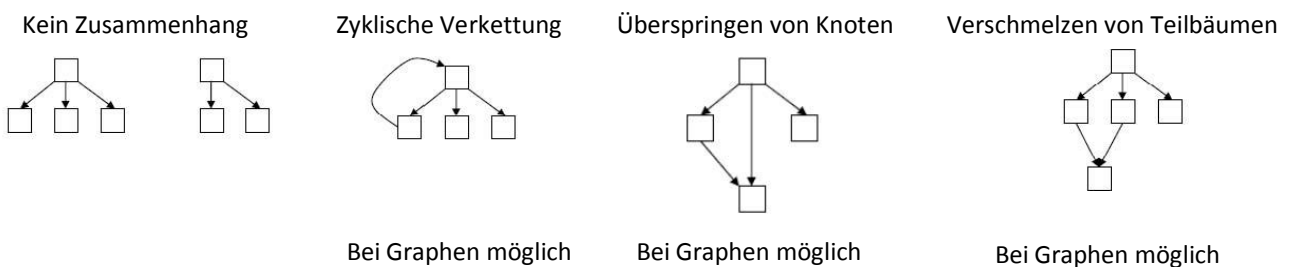 Kein Zusammenhang
Zyklische Verkettung
Überspringen von Knoten
Verschmelzen von Teilbäumen
Bei Graphen möglich
Bei Graphen möglich
Bei Graphen möglich